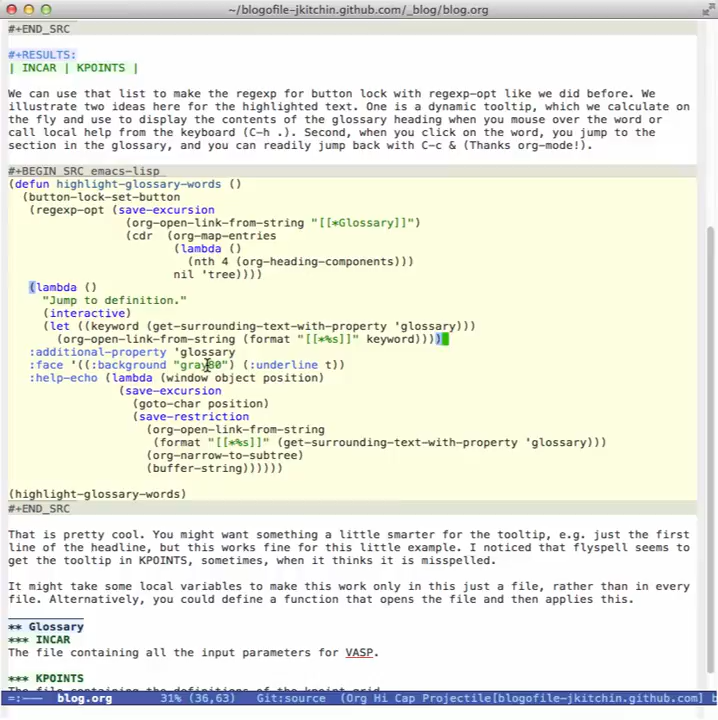 ~/blogofile-jkitchin.github.com/_blog/blog.org
#+END_SRC
#+RESULTS:
| INCAR | KPOINTS |
We can use that list to make the regexp for button lock with regexp-opt like we did before. We
illustrate two ideas here for the highlighted text. One is a dynamic tooltip, which we calculate on
the fly and use to display the contents of the glossary heading when you mouse over the word or
call local help from the keyboard (C-h .). Second, when you click on the word, you jump to the
section in the glossary, and you can readily jump back with C-c & (Thanks org-mode!).
#+BEGIN_SRC emacs-lisp
(defun highlight-glossary-words ()
(button-lock-set-button
(regexp-opt (save-excursion
(org-open-link-from-string "[[*Glossary]]")
(cdr (org-map-entries
(lambda ()
(nth 4 (org-heading-components)))
nil 'tree))))
(lambda ()
"Jump to definition."
(interactive)
(let ((keyword (get-surrounding-text-with-property 'glossary)))
(org-open-link-from-string (format "[[*%s]]" keyword))))
:additional-property 'glossary
:face '((:background "gray80") (:underline t))
:help-echo (lambda (window object position)
(save-excursion
(goto-char position)
(save-restriction
(org-open-link-from-string
(format "[[*%s]]" (get-surrounding-text-with-property 'glossary)))
(org-narrow-to-subtree)
(buffer-string))))))
(highlight-glossary-words)
#+END_SRC
That is pretty cool. You might want something a little smarter for the tooltip, e.g. just the first
line of the headline, but this works fine for this little example. I noticed that flyspell seems to
get the tooltip in KPOINTS, sometimes, when it thinks it is misspelled.
It might take some local variables to make this work only in this just a file, rather than in every
file. Alternatively, you could define a function that opens the file and then applies this.
** Glossary
*** INCAR
The file containing all the input parameters for VASP.
*** KPOINTS
The file containing the definitions of the kpoint grid
=:--- blog.org 31% (36,63) Git:source (Org Hi Cap Projectile[blogofile-jkitchin.github.com] b